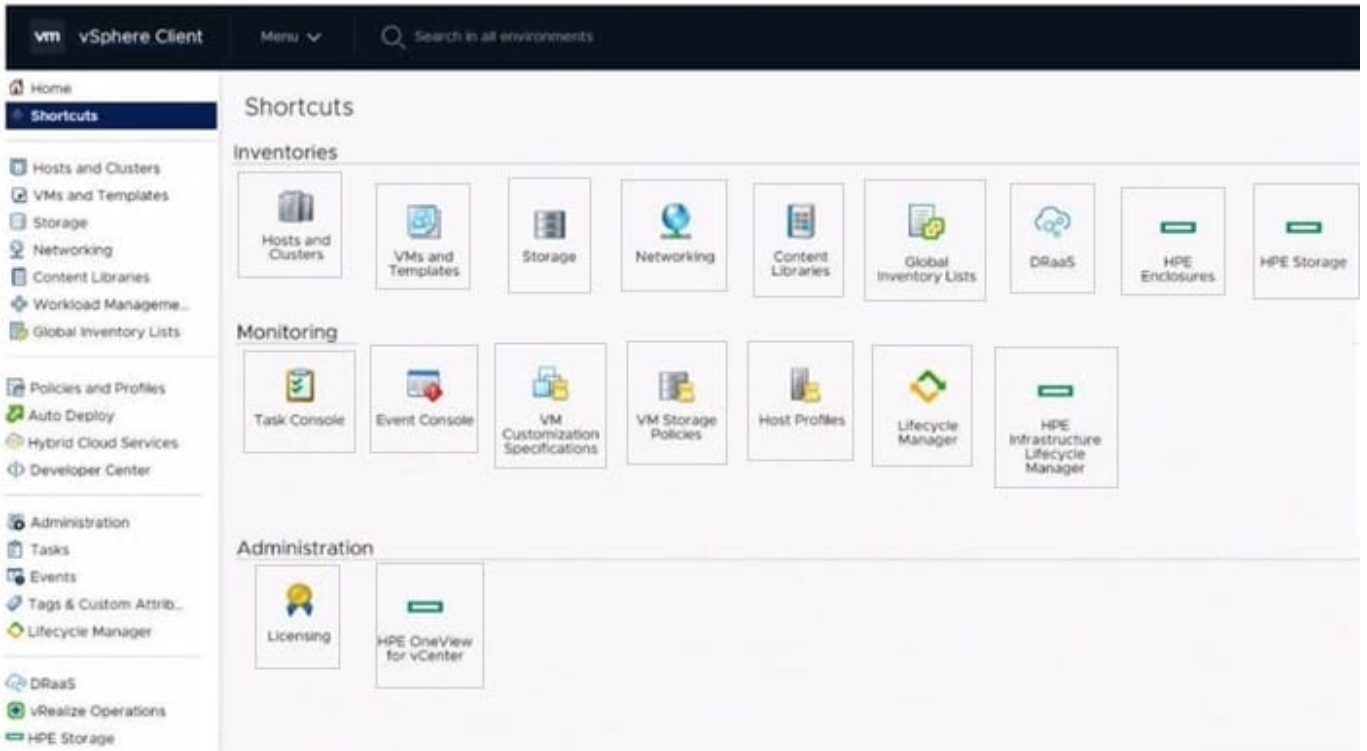 vm vSphere Client Menu Search in all environments
Home
Shortcuts
Hosts and Clusters
VMs and Templates
Storage
Networking
Content Libraries
Workload Manageme...
Global Inventory Lists
Policies and Profiles
Auto Deploy
Hybrid Cloud Services
Developer Center
Administration
Tasks
Events
Tags & Custom Attrib...
Lifecycle Manager
DRaaS
vRealize Operations
HPE Storage
Shortcuts
Inventories
Hosts and
Clusters
VMs and
Templates
Storage
Networking
Content
Libraries
Global
Inventory Lists
DRaaS
HPE
Enclosures
HPE Storage
Monitoring
Task Console
Event Console
VM
Customization
Specifications
VM Storage
Policies
Host Profiles
Lifecycle
Manager
HPE
Infrastructure
Lifecycle
Manager
Administration
Licensing
HPE OneView
for vCenter